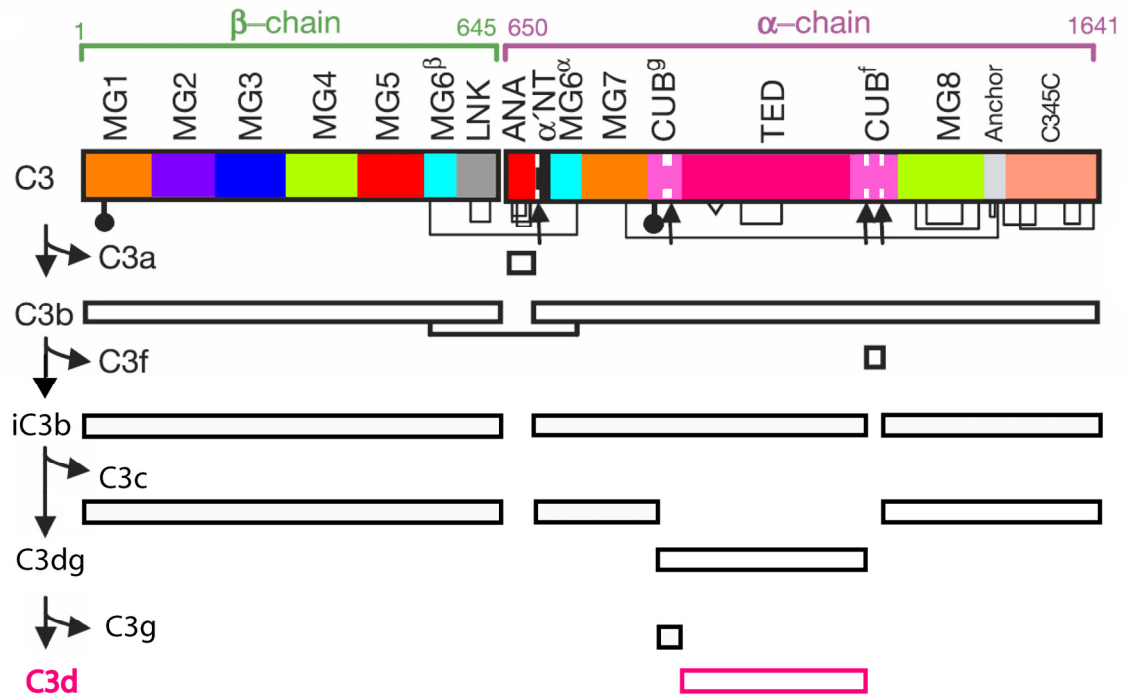 1 β–chain 645 650 α–chain 1641
MG1 MG2 MG3 MG4 MG5 MG6β LNK ANA α´NT MG6α MG7 CUBg TED CUBf MG8 Anchor C345C
C3
C3a
C3b
C3f
iC3b
C3c
C3dg
C3g
C3d